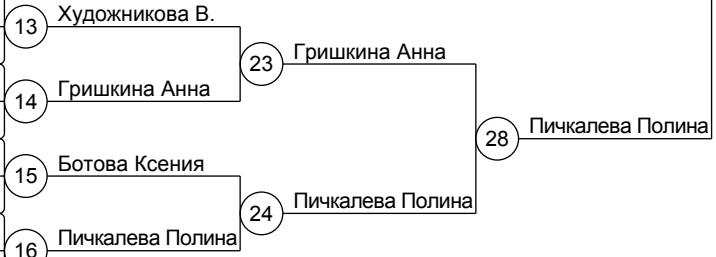 13 Художникова В.
23 Гришкина Анна
14 Гришкина Анна
28 Пичкалева Полина
15 Ботова Ксения
24 Пичкалева Полина
16 Пичкалева Полина